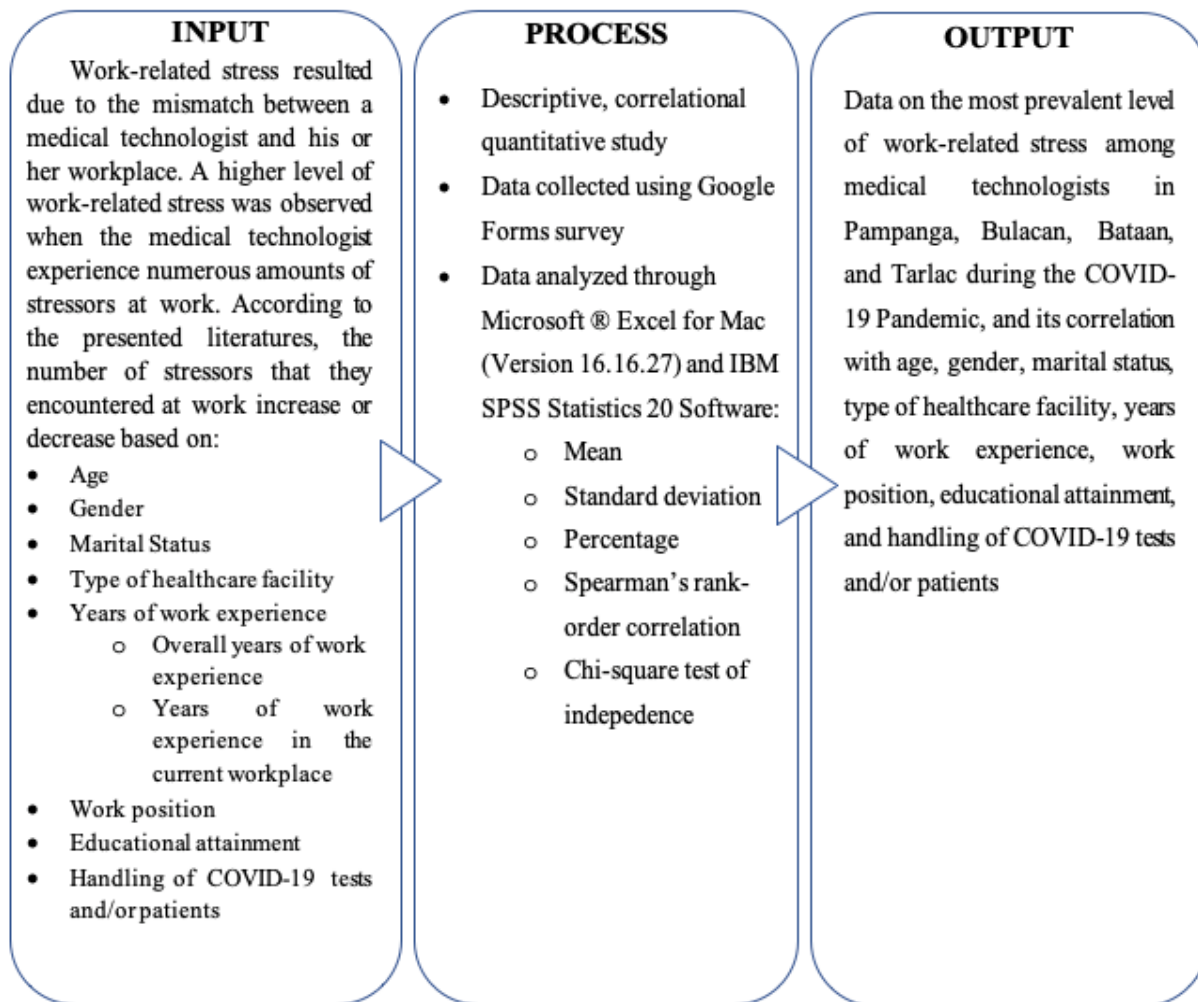 INPUT
Work-related stress resulted
due to the mismatch between a
medical technologist and his or
her workplace. A higher level of
work-related stress was observed
when the medical technologist
experience numerous amounts of
stressors at work. According to
the presented literatures, the
number of stressors that they
encountered at work increase or
decrease based on:
• Age
• Gender
• Marital Status
• Type of healthcare facility
• Years of work experience
o Overall years of work
experience
o Years of work
experience in the
current workplace
• Work position
• Educational attainment
• Handling of COVID-19 tests
and/or patients
PROCESS
• Descriptive, correlational
quantitative study
• Data collected using Google
Forms survey
• Data analyzed through
Microsoft ® Excel for Mac
(Version 16.16.27) and IBM
SPSS Statistics 20 Software:
o Mean
o Standard deviation
o Percentage
o Spearman’s rank-
order correlation
o Chi-square test of
indepedence
OUTPUT
Data on the most prevalent level
of work-related stress among
medical technologists in
Pampanga, Bulacan, Bataan,
and Tarlac during the COVID-
19 Pandemic, and its correlation
with age, gender, marital status,
type of healthcare facility, years
of work experience, work
position, educational attainment,
and handling of COVID-19 tests
and/or patients